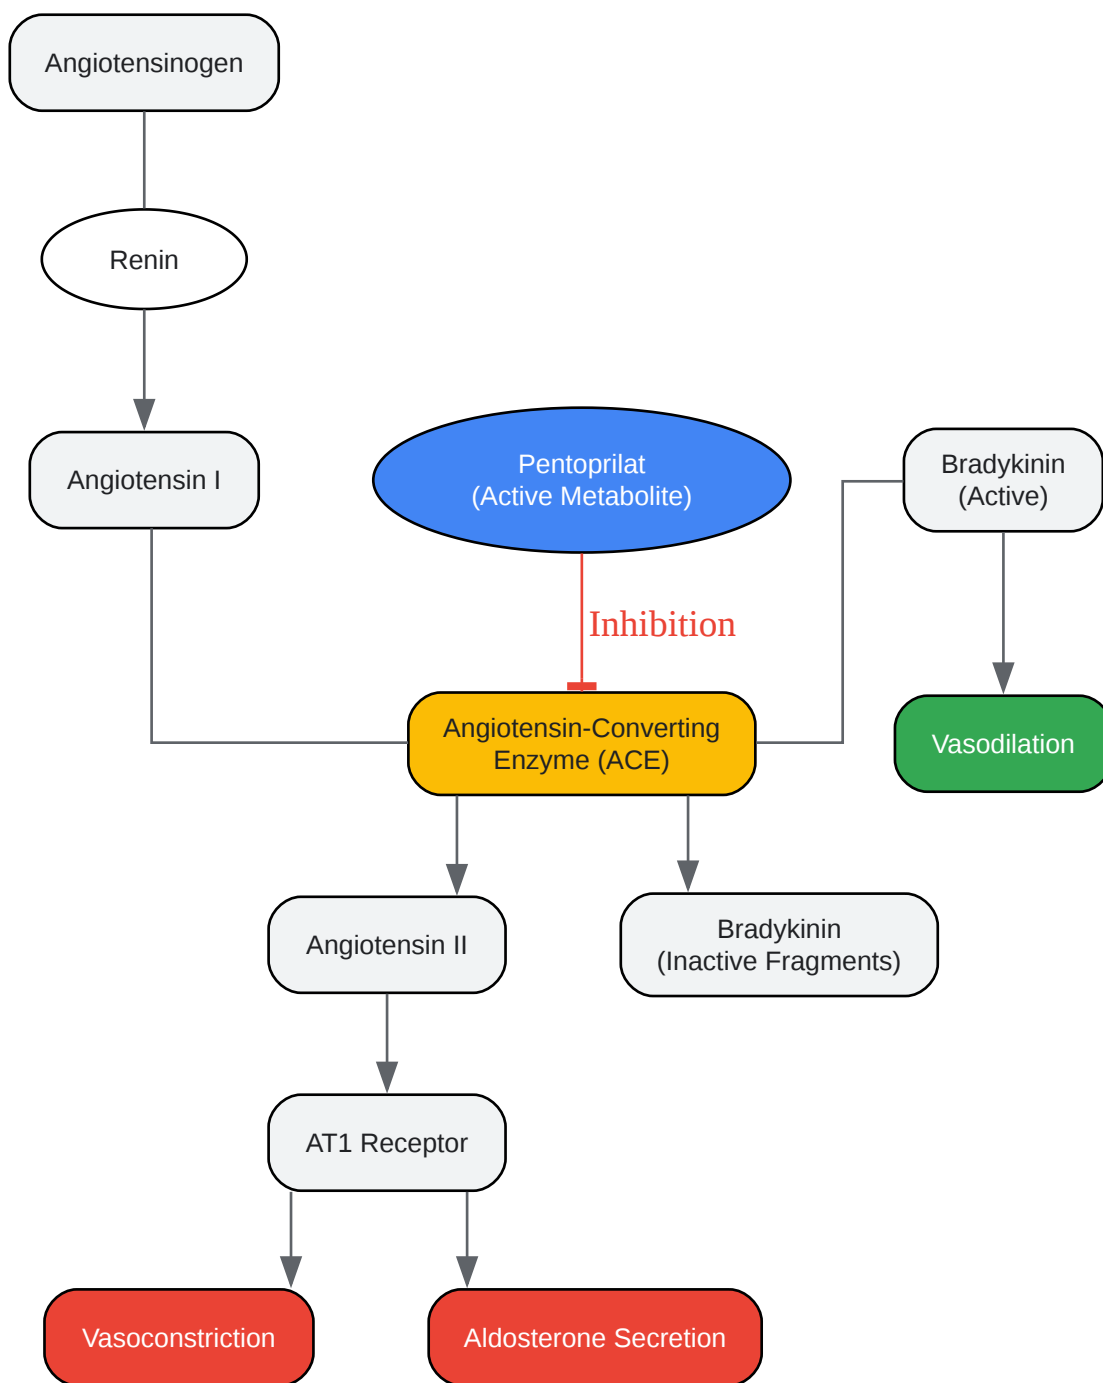 Angiotensinogen
Renin
Angiotensin I
Pentoprilat
(Active Metabolite)
Bradykinin
(Active)
Inhibition
Angiotensin-Converting
Enzyme (ACE)
Vasodilation
Angiotensin II
Bradykinin
(Inactive Fragments)
AT1 Receptor
Vasoconstriction
Aldosterone Secretion